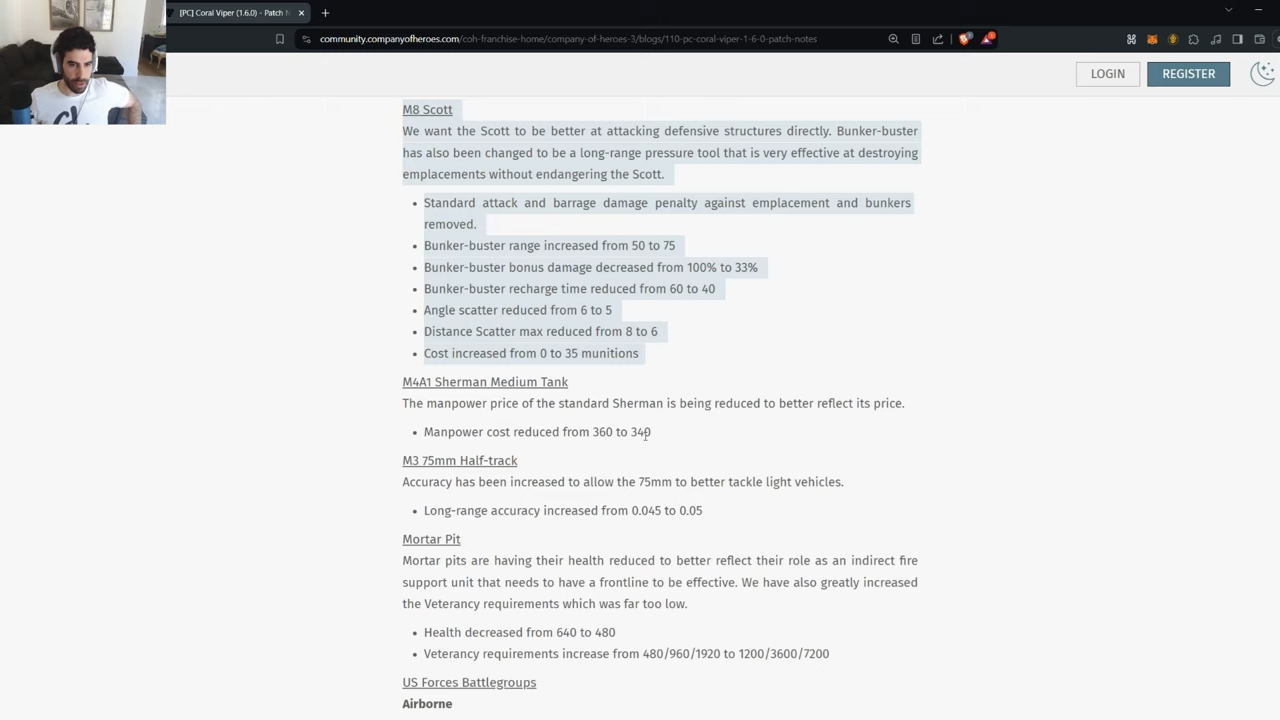 [PC] Coral Viper (1.6.0) - Patch N
community.companyofheroes.com/coh-franchise-home/company-of-heroes-3/blogs/110-pc-coral-viper-1-6-0-patch-notes
LOGIN
REGISTER
M8 Scott
We want the Scott to be better at attacking defensive structures directly. Bunker-buster
has also been changed to be a long-range pressure tool that is very effective at destroying
emplacements without endangering the Scott.
• Standard attack and barrage damage penalty against emplacement and bunkers
removed.
• Bunker-buster range increased from 50 to 75
• Bunker-buster bonus damage decreased from 100% to 33%
• Bunker-buster recharge time reduced from 60 to 40
• Angle scatter reduced from 6 to 5
• Distance Scatter max reduced from 8 to 6
• Cost increased from 0 to 35 munitions
M4A1 Sherman Medium Tank
The manpower price of the standard Sherman is being reduced to better reflect its price.
• Manpower cost reduced from 360 to 340
M3 75mm Half-track
Accuracy has been increased to allow the 75mm to better tackle light vehicles.
• Long-range accuracy increased from 0.045 to 0.05
Mortar Pit
Mortar pits are having their health reduced to better reflect their role as an indirect fire
support unit that needs to have a frontline to be effective. We have also greatly increased
the Veterancy requirements which was far too low.
• Health decreased from 640 to 480
• Veterancy requirements increase from 480/960/1920 to 1200/3600/7200
US Forces Battlegroups
Airborne